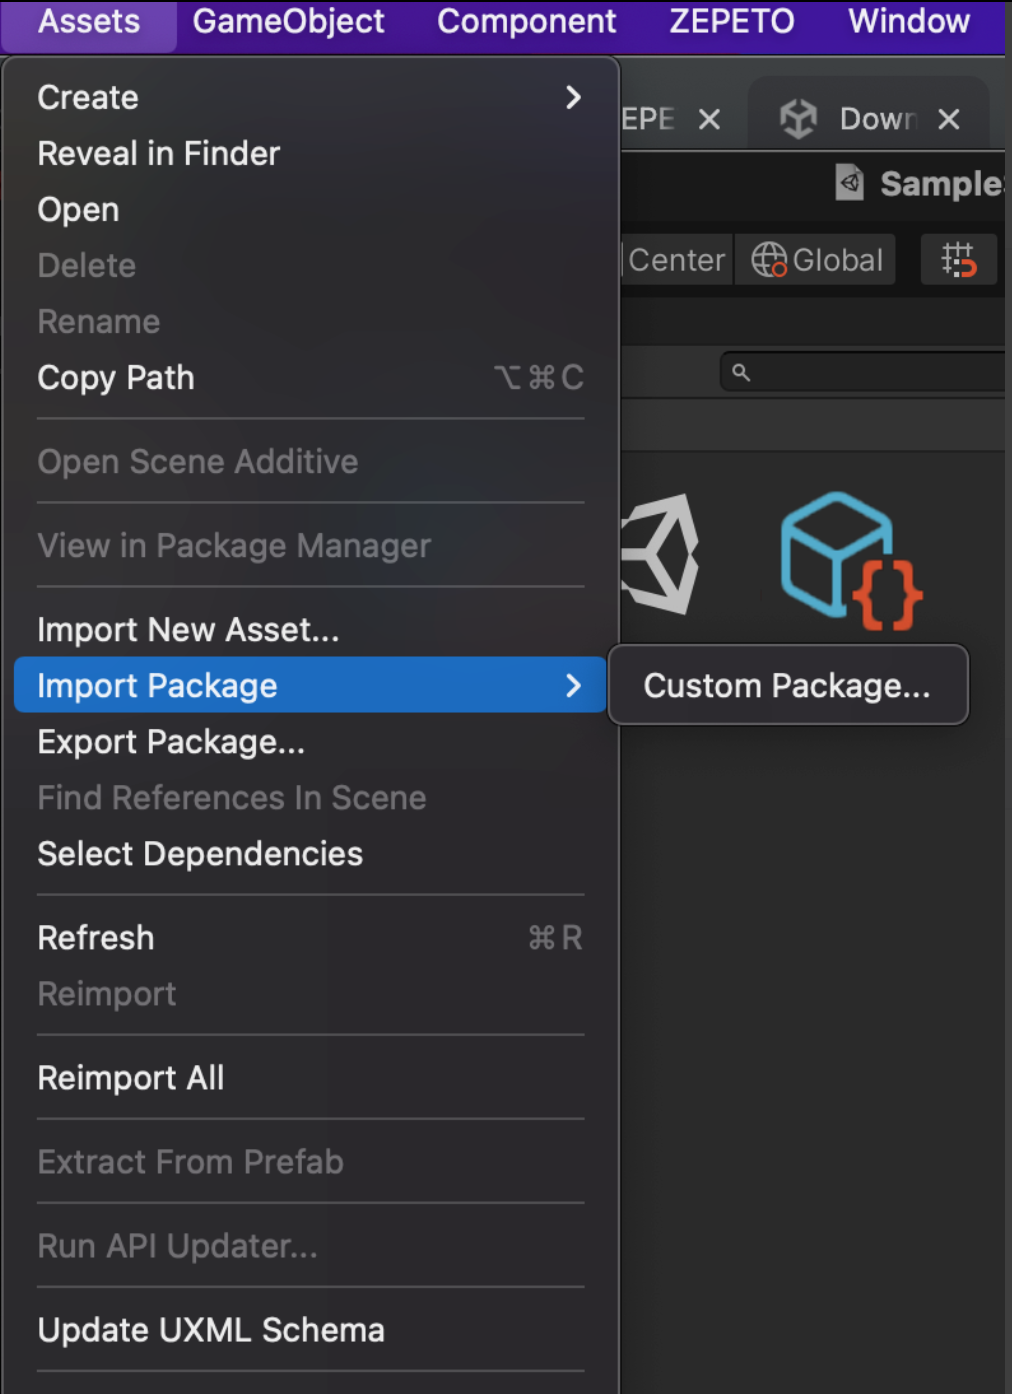 Assets GameObject Component ZEPETO Window
Create
Reveal in Finder
Open
Delete
Rename
Copy Path ⌥⌘C
Open Scene Additive
View in Package Manager
Import New Asset...
Import Package
Export Package...
Find References In Scene
Select Dependencies
Refresh ⌘R
Reimport
Reimport All
Extract From Prefab
Run API Updater...
Update UXML Schema
EPE Down
Sample
Center Global
Custom Package...